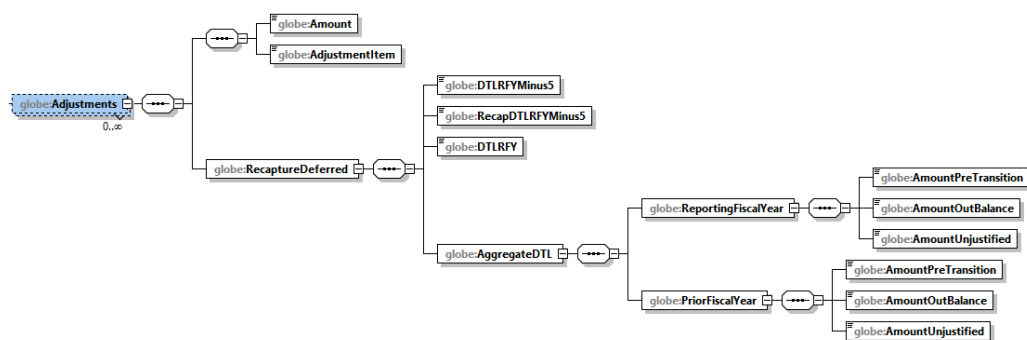 globe:Adjustments
0..∞
globe:Amount
globe:AdjustmentItem
globe:RecaptureDeferred
globe:DTLRFYMinus5
globe:RecapDTLRFYMinus5
globe:DTLRFY
globe:AggregateDTL
globe:ReportingFiscalYear
globe:AmountPreTransition
globe:AmountOutBalance
globe:AmountUnjustified
globe:PriorFiscalYear
globe:AmountPreTransition
globe:AmountOutBalance
globe:AmountUnjustified